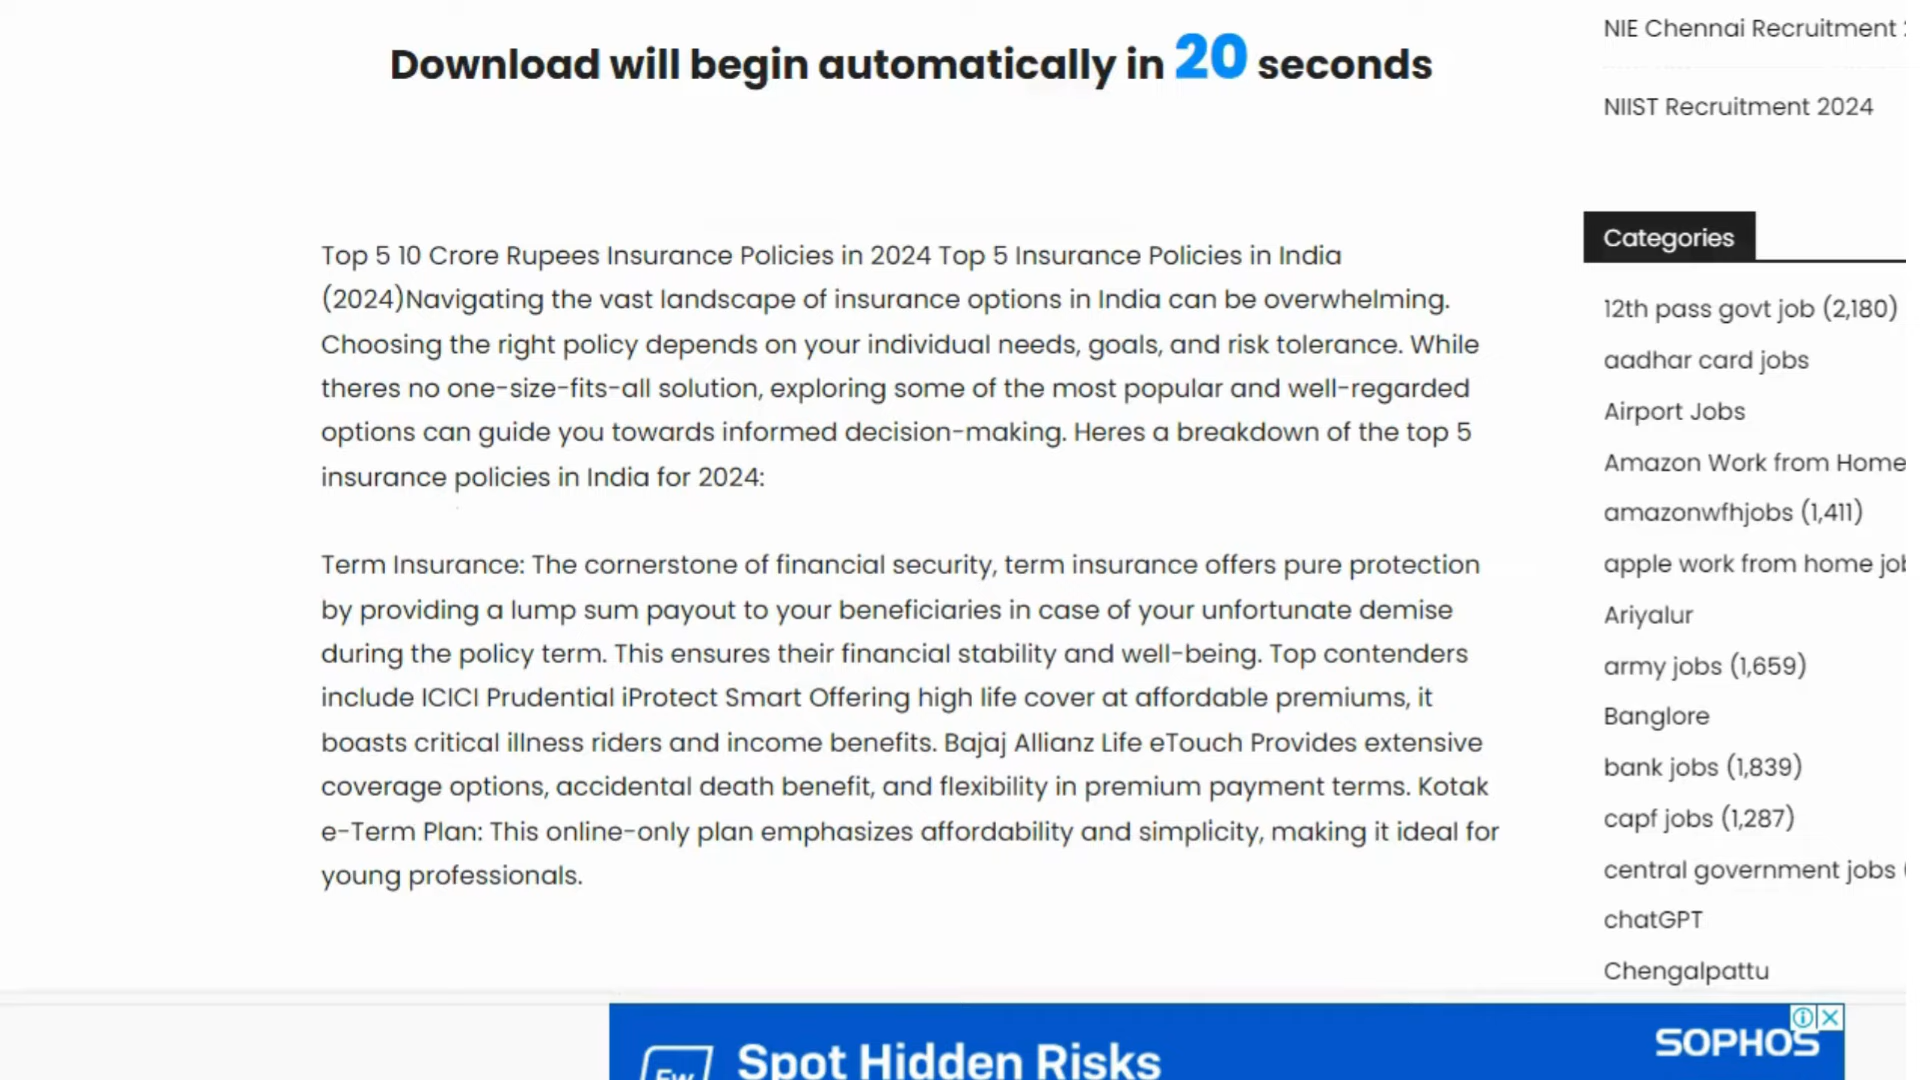 Download will begin automatically in 20 seconds
Top 5 10 Crore Rupees Insurance Policies in 2024 Top 5 Insurance Policies in India
(2024)Navigating the vast landscape of insurance options in India can be overwhelming.
Choosing the right policy depends on your individual needs, goals, and risk tolerance. While
theres no one-size-fits-all solution, exploring some of the most popular and well-regarded
options can guide you towards informed decision-making. Heres a breakdown of the top 5
insurance policies in India for 2024:
Term Insurance: The cornerstone of financial security, term insurance offers pure protection
by providing a lump sum payout to your beneficiaries in case of your unfortunate demise
during the policy term. This ensures their financial stability and well-being. Top contenders
include ICICI Prudential iProtect Smart Offering high life cover at affordable premiums, it
boasts critical illness riders and income benefits. Bajaj Allianz Life eTouch Provides extensive
coverage options, accidental death benefit, and flexibility in premium payment terms. Kotak
e-Term Plan: This online-only plan emphasizes affordability and simplicity, making it ideal for
young professionals.
NIE Chennai Recruitment
NIIST Recruitment 2024
Categories
12th pass govt job (2,180)
aadhar card jobs
Airport Jobs
Amazon Work from Home
amazonwfhjobs (1,411)
apple work from home
Ariyalur
army jobs (1,659)
Banglore
bank jobs (1,839)
capf jobs (1,287)
central government jobs
chatGPT
Chengalpattu
Spot Hidden Risks
SOPHOS